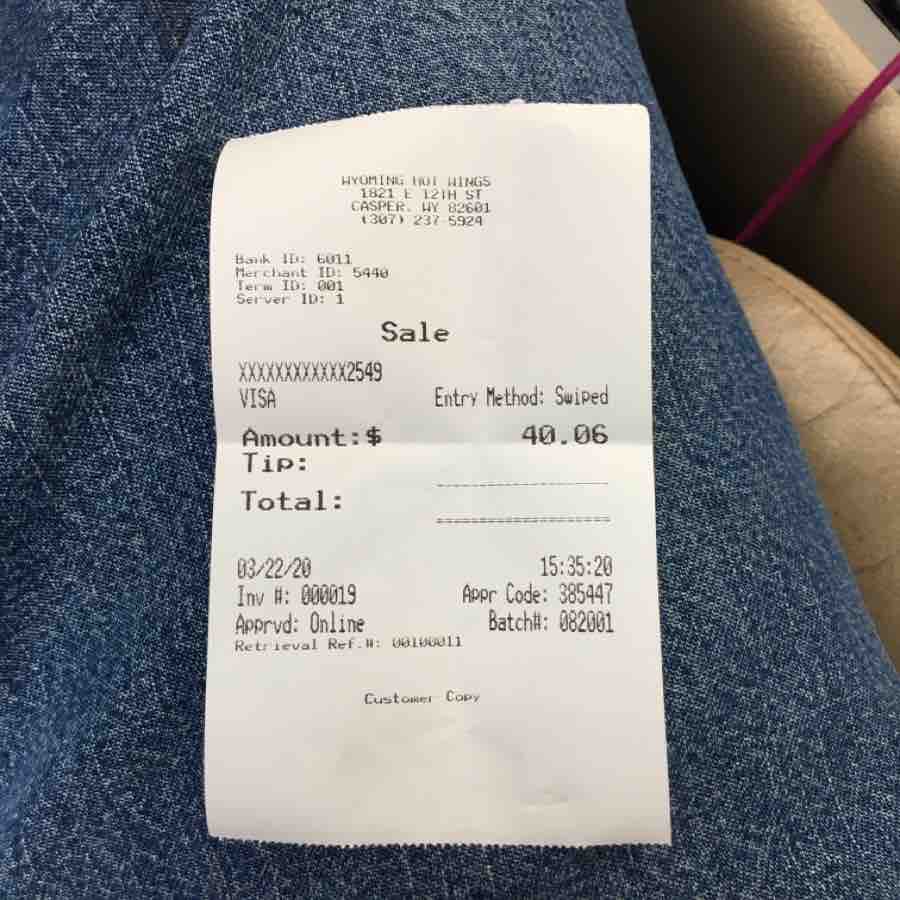 WYOMING HOT WINGS
1821 E 12TH ST
CASPER, WY 82601
(307) 237-5924
Bank ID: 6011
Merchant ID: 5440
Term ID: 001
Server ID: 1
Sale
XXXXXXXXXXXX2549
VISA Entry Method: Swiped
Amount:$ 40.06
Tip:
Total:
03/22/20 15:35:20
Inv #: 000019 Appr Code: 385447
Apprvd: Online Batch#: 082001
Retrieval Ref.#: 00100011
Customer Copy